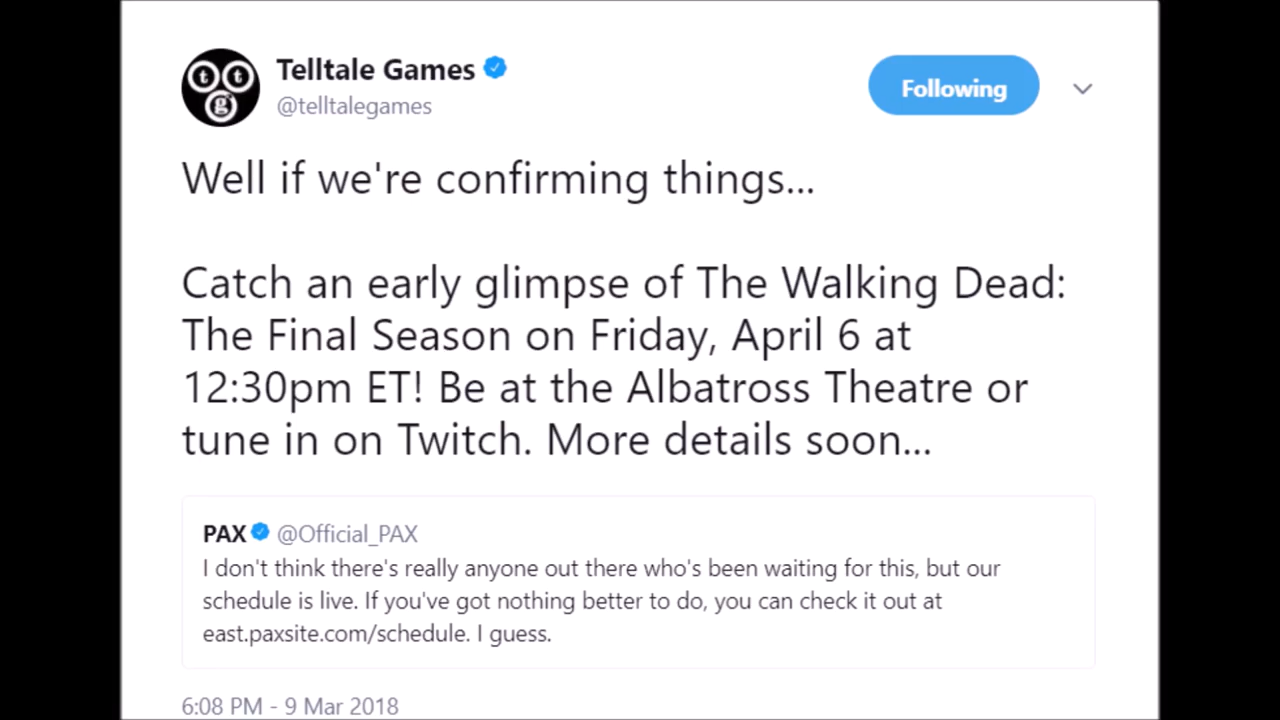 Telltale Games
@telltalegames
Following
Well if we're confirming things...
Catch an early glimpse of The Walking Dead:
The Final Season on Friday, April 6 at
12:30pm ET! Be at the Albatross Theatre or
tune in on Twitch. More details soon...
PAX @Official_PAX
I don't think there's really anyone out there who's been waiting for this, but our
schedule is live. If you've got nothing better to do, you can check it out at
east.paxsite.com/schedule. I guess.
6:08 PM - 9 Mar 2018
ttg